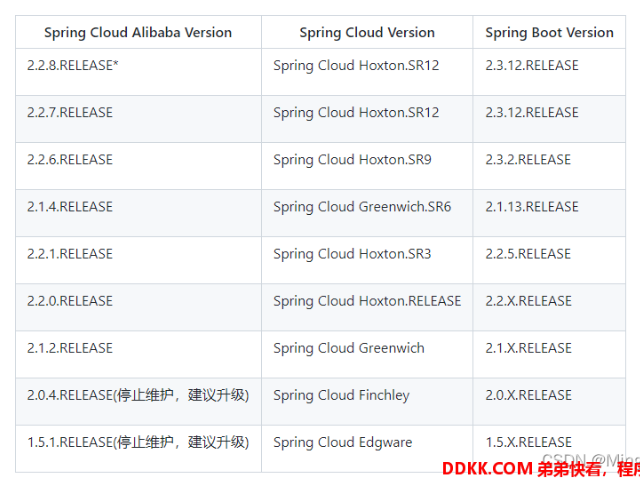 Spring Cloud Alibaba Version Spring Cloud Version Spring Boot Version
2.2.8.RELEASE* Spring Cloud Hoxton.SR12 2.3.12.RELEASE
2.2.7.RELEASE Spring Cloud Hoxton.SR12 2.3.12.RELEASE
2.2.6.RELEASE Spring Cloud Hoxton.SR9 2.3.2.RELEASE
2.1.4.RELEASE Spring Cloud Greenwich.SR6 2.1.13.RELEASE
2.2.1.RELEASE Spring Cloud Hoxton.SR3 2.2.5.RELEASE
2.2.0.RELEASE Spring Cloud Hoxton.RELEASE 2.2.X.RELEASE
2.1.2.RELEASE Spring Cloud Greenwich 2.1.X.RELEASE
2.0.4.RELEASE(停止维护，建议升级) Spring Cloud Finchley 2.0.X.RELEASE
1.5.1.RELEASE(停止维护，建议升级) Spring Cloud Edgware 1.5.X.RELEASE
CSDN @Ming
DDKK.COM 弟弟快看，程序